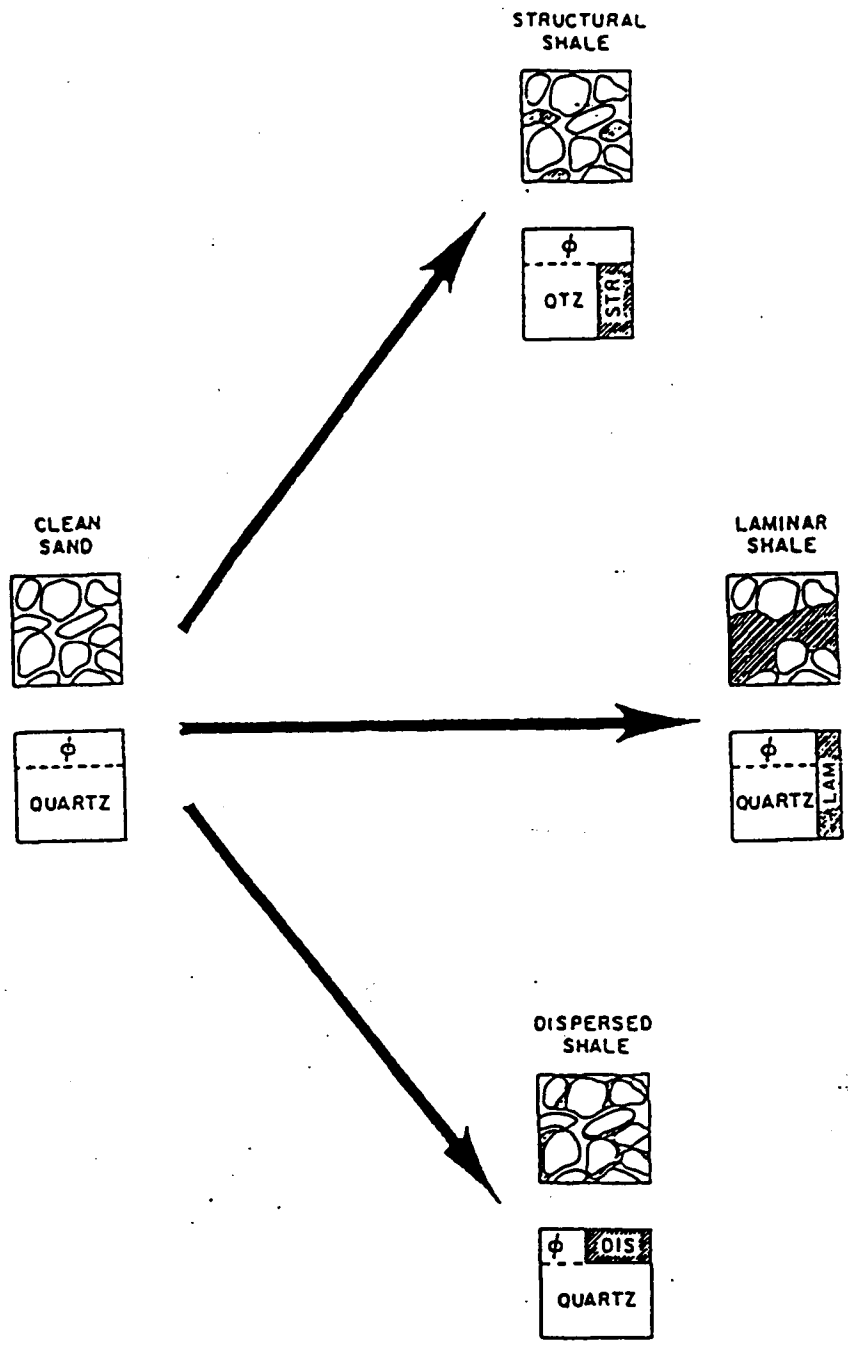 STRUCTURAL
SHALE
ϕ
QTZ
STR
CLEAN
SAND
ϕ
QUARTZ
LAMINAR
SHALE
ϕ
QUARTZ
LAM
DISPERSED
SHALE
ϕ
DIS
QUARTZ